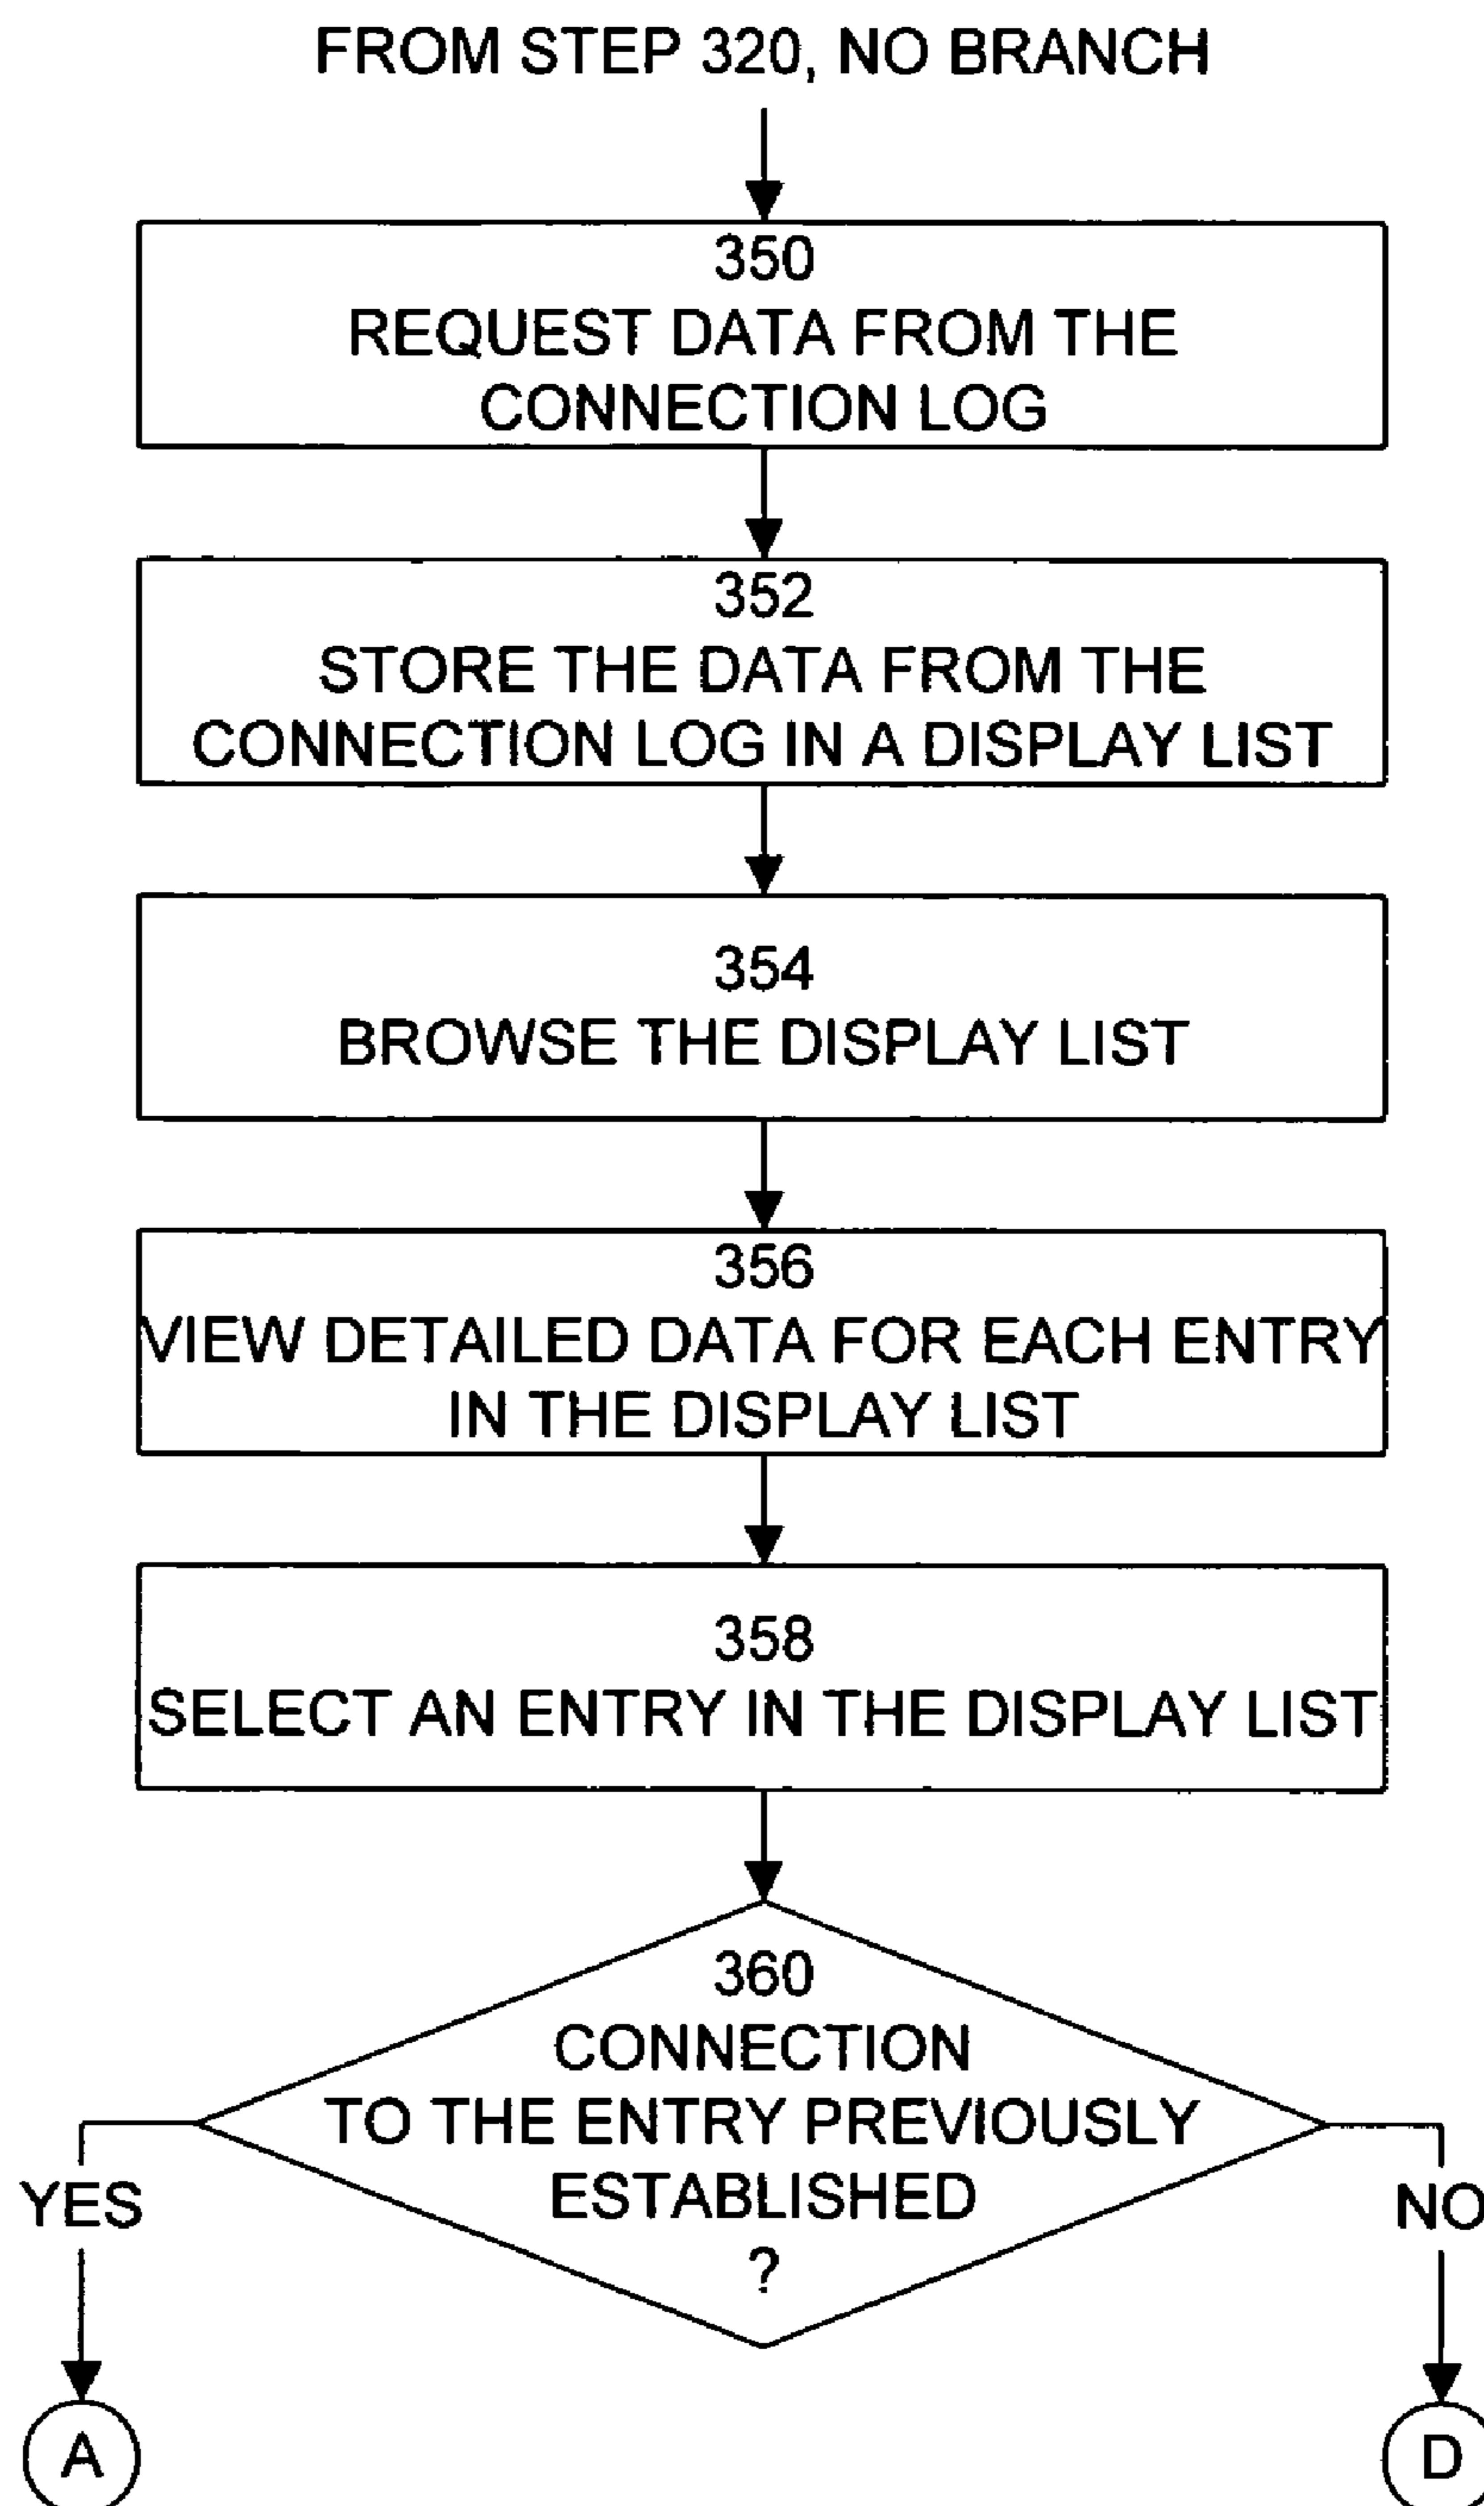 FROM STEP 320, NO BRANCH
350
REQUEST DATA FROM THE
CONNECTION LOG
352
STORE THE DATA FROM THE
CONNECTION LOG IN A DISPLAY LIST
354
BROWSE THE DISPLAY LIST
356
VIEW DETAILED DATA FOR EACH ENTRY
IN THE DISPLAY LIST
358
SELECT AN ENTRY IN THE DISPLAY LIST
360
CONNECTION
TO THE ENTRY PREVIOUSLY
ESTABLISHED
?
YES
NO
A
D